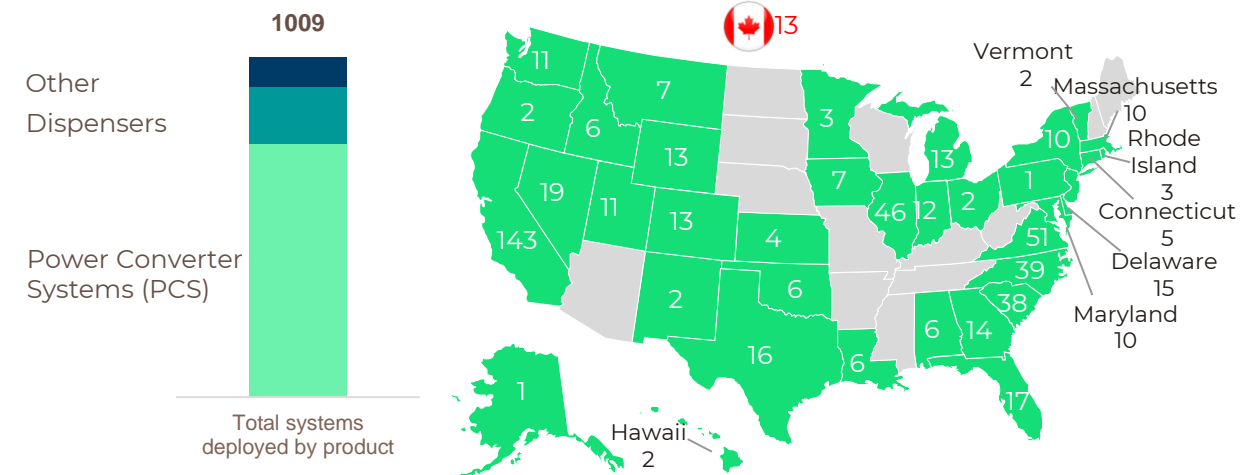 1009
Other
Dispensers
Power Converter
Systems (PCS)
Total systems
deployed by product
13
Vermont
2
Massachusetts
10
Rhode
Island
3
Connecticut
5
Delaware
15
Maryland
10
11
7
2
6
3
10
13
13
7
1
19
11
46
12
2
143
13
4
51
39
2
6
38
6
14
16
6
17
1
Hawaii
2